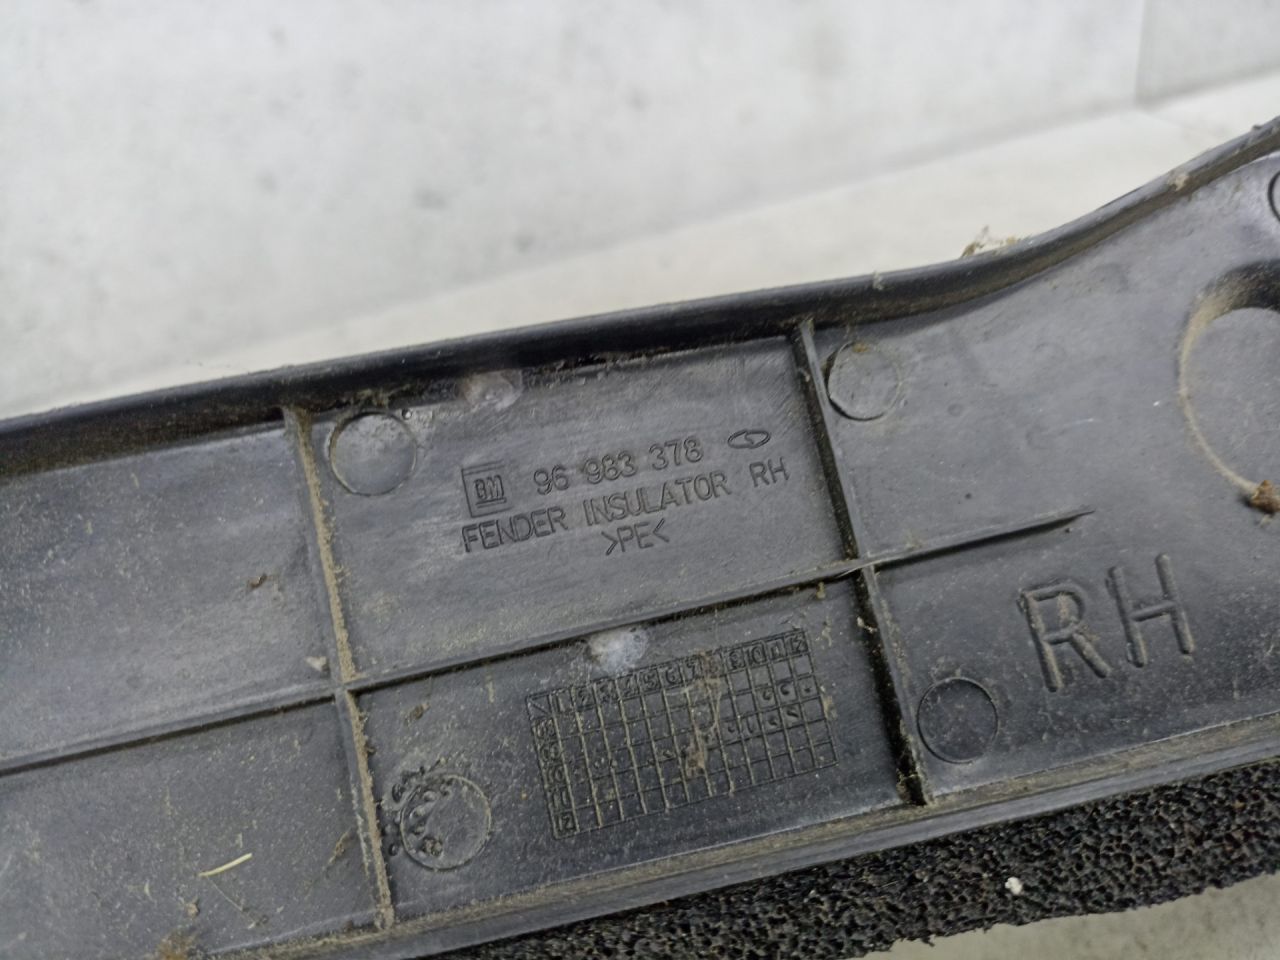 GM 96 983 378
FENDER INSULATOR RH
>PE<
RH